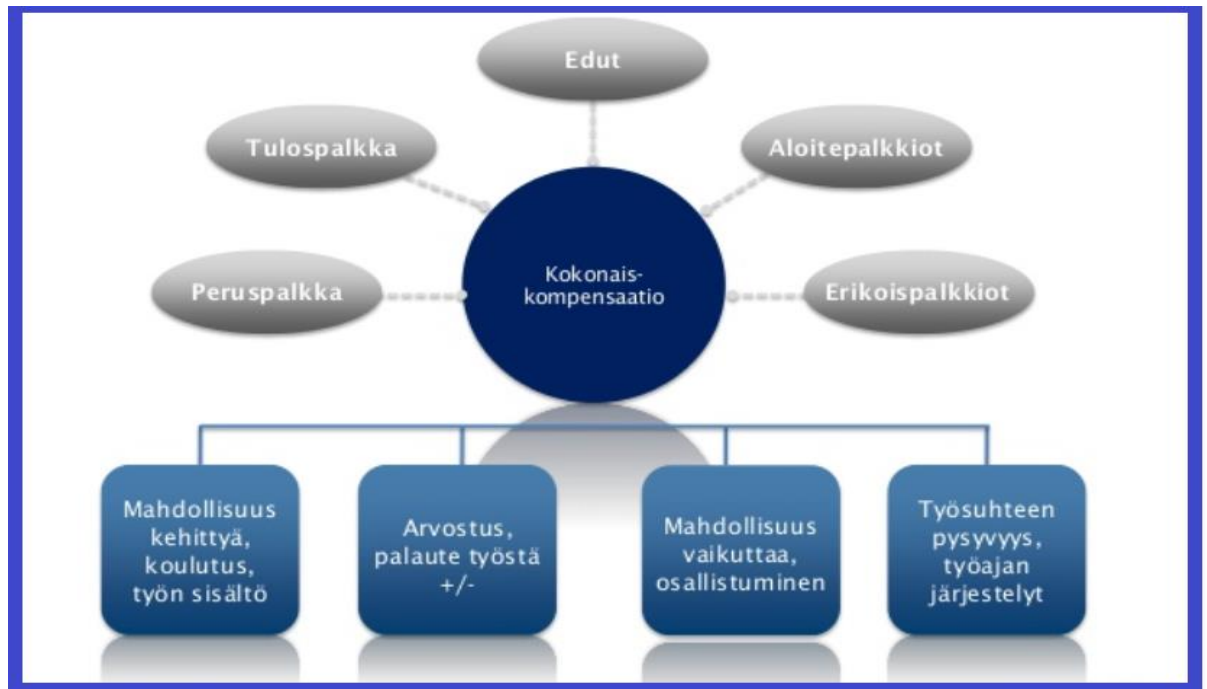 Edut
Tulospalkka
Aloitepalkkiot
Peruspalkka
Kokonais-
kompensaatio
Erikoispalkkiot
Mahdollisuus
kehittyä,
koulutus,
työn sisältö
Arvostus,
palaute työstä
+/-
Mahdollisuus
vaikuttaa,
osallistuminen
Työsuhteen
pysyvyys,
työajan
järjestelyt